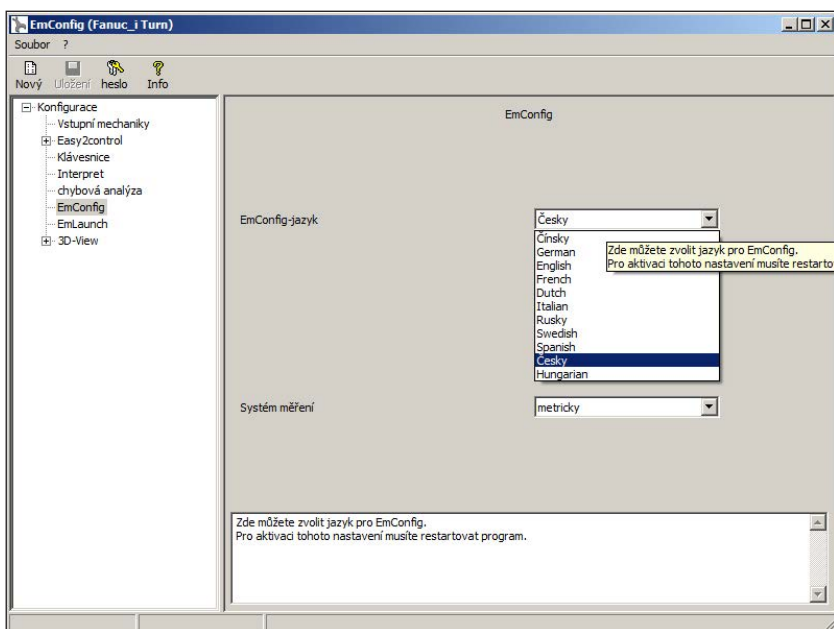 EmConfig (Fanuc_i Turn)
Soubor ?
Nový Uložení heslo Info
Konfigurace
Vstupní mechaniky
Easy2control
Klávesnice
Interpret
chybová analýza
EmConfig
EmLaunch
3D-View
EmConfig
EmConfig-jazyk
Česky
Čínsky
German
English
French
Dutch
Italian
Rusky
Swedish
Spanish
Česky
Hungarian
Zde můžete zvolit jazyk pro EmConfig.
Pro aktivaci tohoto nastavení musíte restarto
Systém měření
metricky
Zde můžete zvolit jazyk pro EmConfig.
Pro aktivaci tohoto nastavení musíte restartovat program.